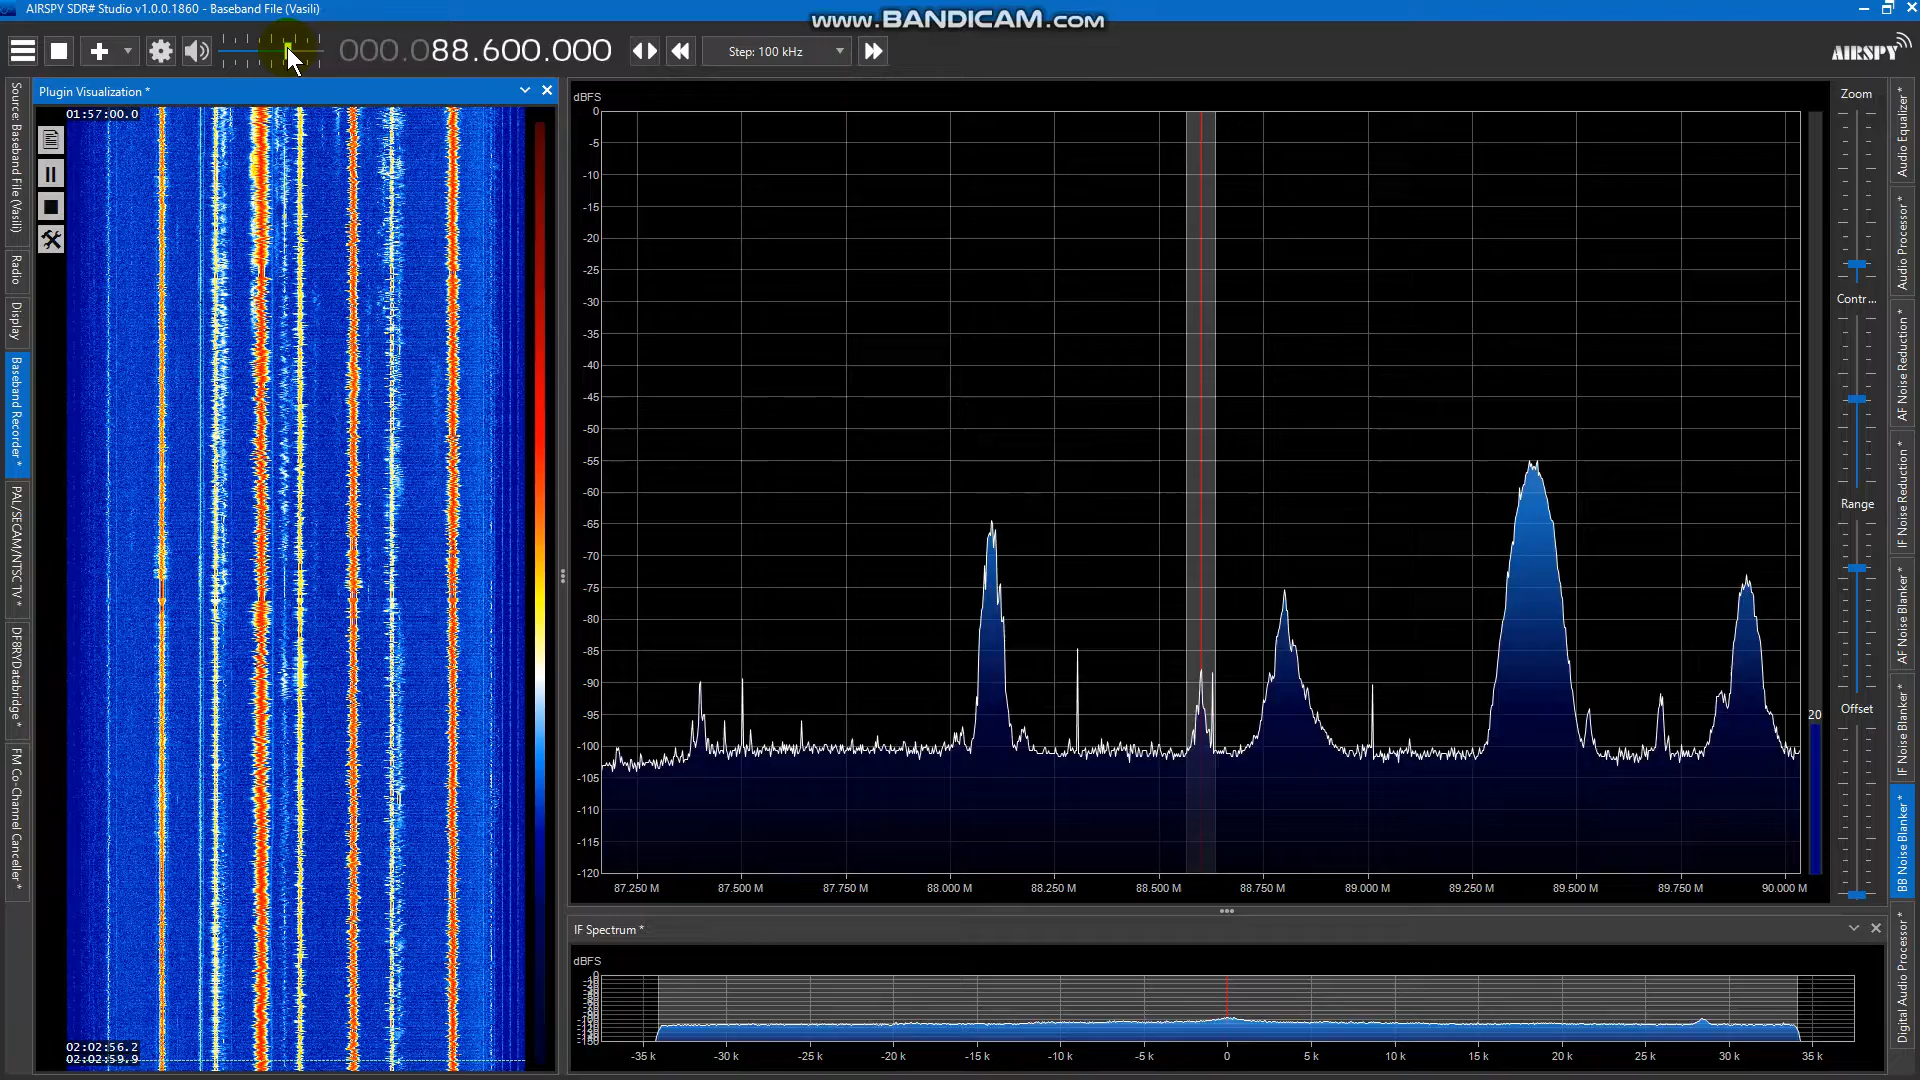 AIRSPY SDR# Studio v1.0.0.1860 - Baseband File (Vasili)
www.BANDICAM.com
000.088.600.000
Step: 100 kHz
AIRSPY
Plugin Visualization *
01:57:00.0
02:02:56.2
02:02:59.9
Source: Baseband File (Vasili)
Radio
Display
Baseband Recorder *
PAL/SECAM/NTSC TV *
DF8RYDatabridge *
FM Co-Channel Canceller *
dBFS
0
-5
-10
-15
-20
-25
-30
-35
-40
-45
-50
-55
-60
-65
-70
-75
-80
-85
-90
-95
-100
-105
-110
-115
-120
87.250 M 87.500 M 87.750 M 88.000 M 88.250 M 88.500 M 88.750 M 89.000 M 89.250 M 89.500 M 89.750 M 90.000 M
20
Zoom
Contr...
Range
Offset
Audio Equalizer *
Audio Processor *
AF Noise Reduction *
IF Noise Reduction *
AF Noise Blanker *
IF Noise Blanker *
BB Noise Blanker *
Digital Audio Processor *
IF Spectrum *
dBFS
-35 k -30 k -25 k -20 k -15 k -10 k -5 k 0 5 k 10 k 15 k 20 k 25 k 30 k 35 k